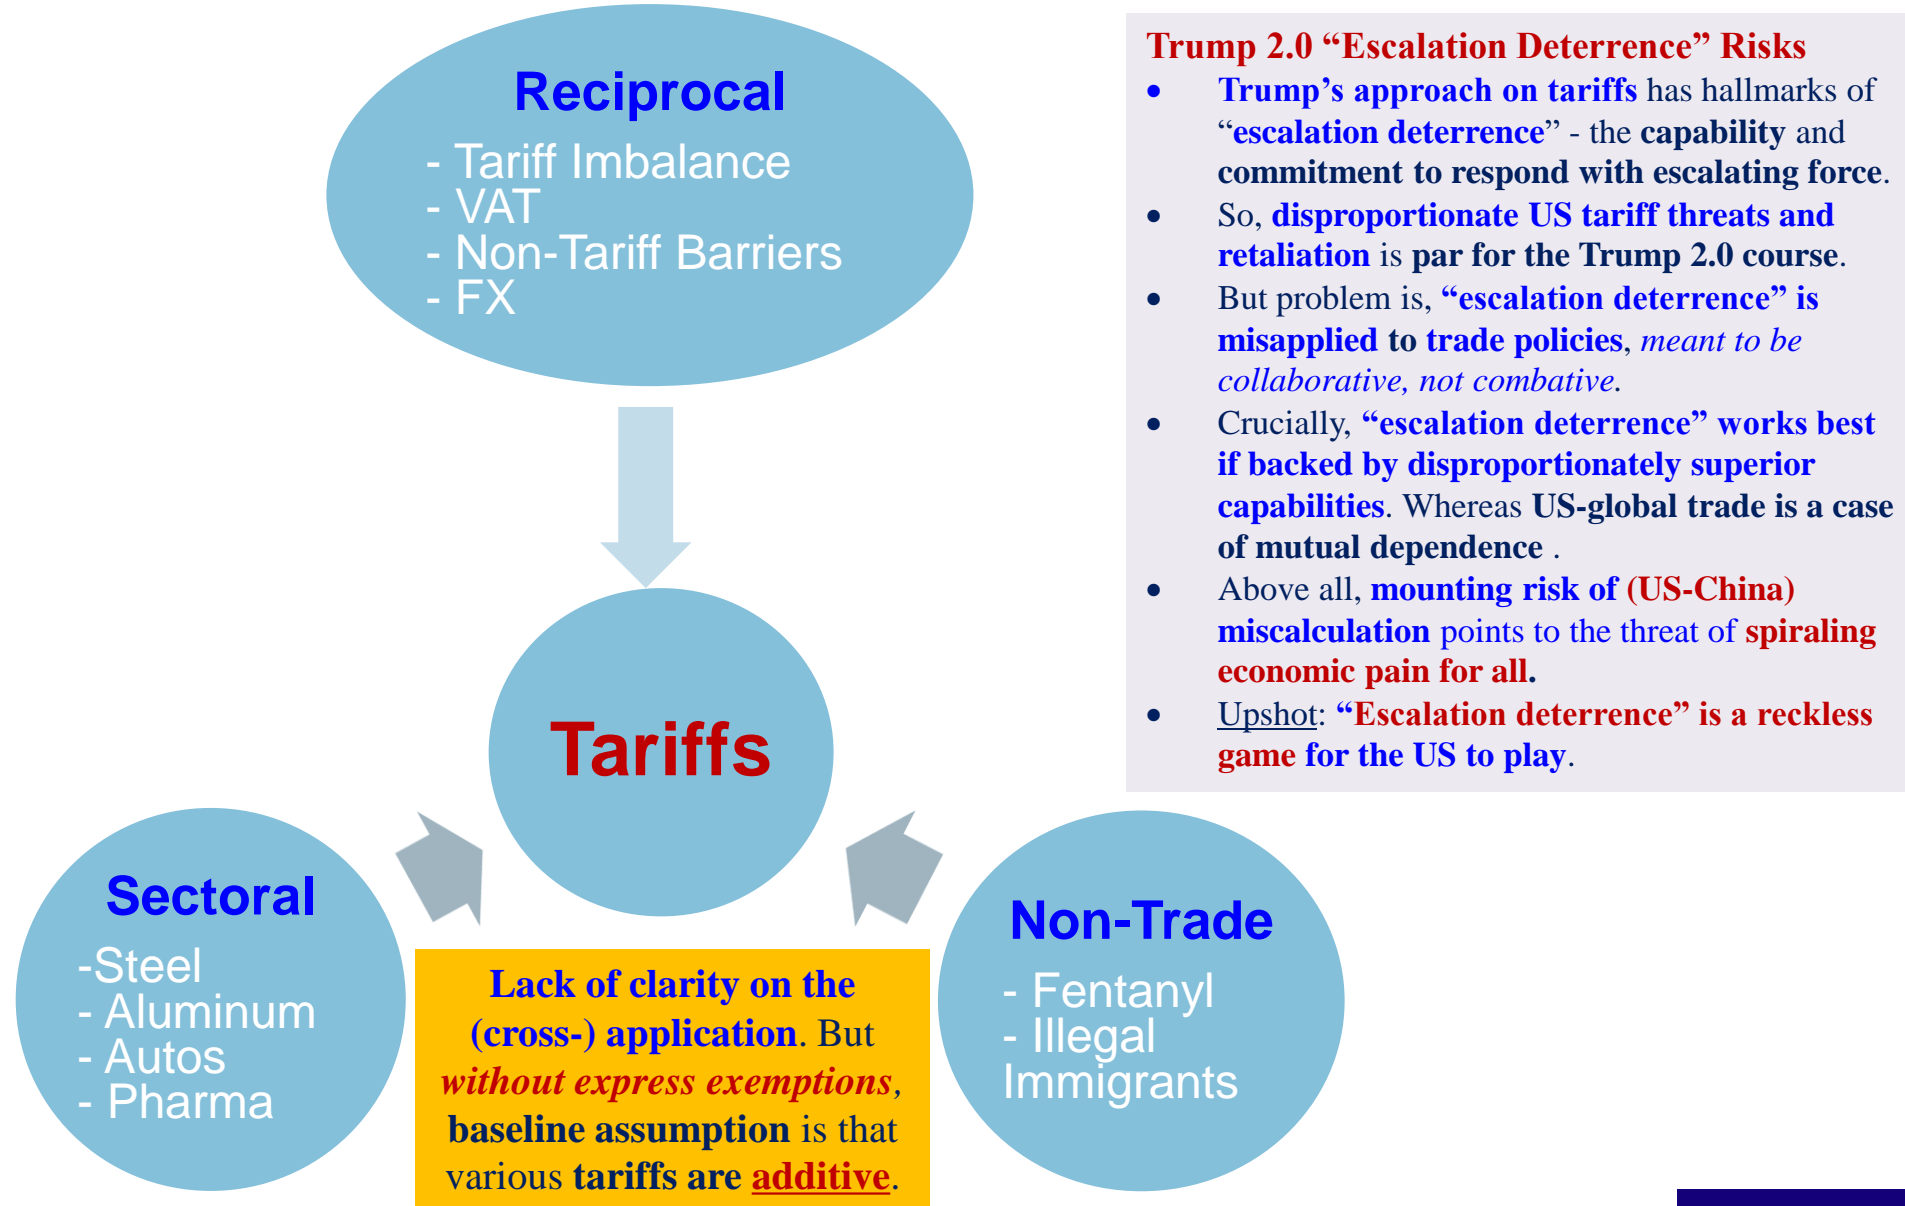 Reciprocal
- Tariff Imbalance
- VAT
- Non-Tariff Barriers
- FX
Tariffs
Sectoral
-Steel
- Aluminum
- Autos
- Pharma
Lack of clarity on the
(cross-) application. But
without express exemptions,
baseline assumption is that
various tariffs are additive.
Non-Trade
- Fentanyl
- Illegal
Immigrants
Trump 2.0 “Escalation Deterrence” Risks
• Trump’s approach on tariffs has hallmarks of
“escalation deterrence” - the capability and
commitment to respond with escalating force.
• So, disproportionate US tariff threats and
retaliation is par for the Trump 2.0 course.
• But problem is, “escalation deterrence” is
misapplied to trade policies, meant to be
collaborative, not combative.
• Crucially, “escalation deterrence” works best
if backed by disproportionately superior
capabilities. Whereas US-global trade is a case
of mutual dependence .
• Above all, mounting risk of (US-China)
miscalculation points to the threat of spiraling
economic pain for all.
• Upshot: “Escalation deterrence” is a reckless
game for the US to play.